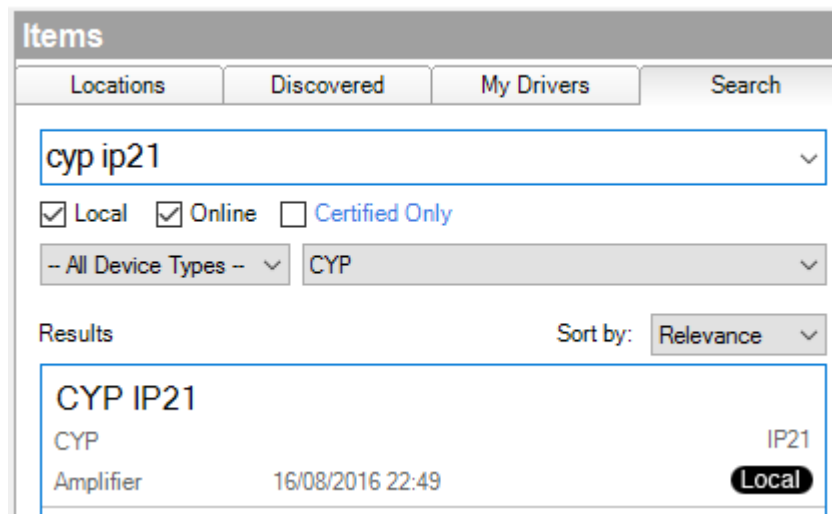 Items
Locations Discovered My Drivers Search
cyp ip21
Local Online Certified Only
-- All Device Types -- CYP
Results Sort by: Relevance
CYP IP21
CYP IP21
Amplifier 16/08/2016 22:49 Local